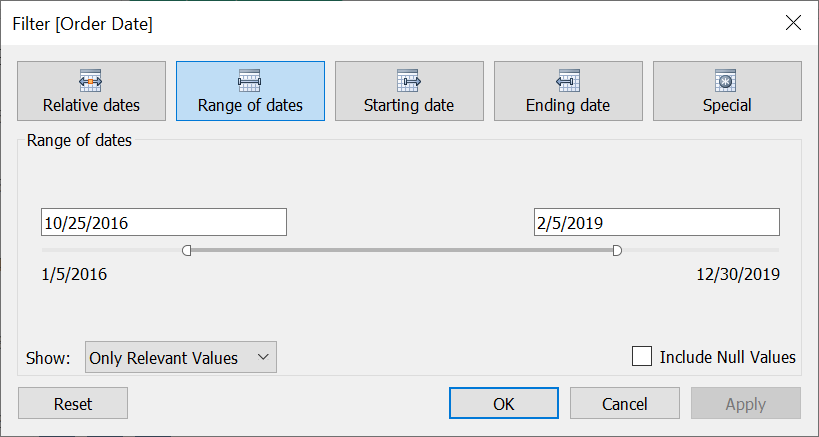 Filter [Order Date]
Relative dates
Range of dates
Starting date
Ending date
Special
Range of dates
10/25/2016
2/5/2019
1/5/2016
12/30/2019
Show:
Only Relevant Values
Include Null Values
Reset
OK
Cancel
Apply